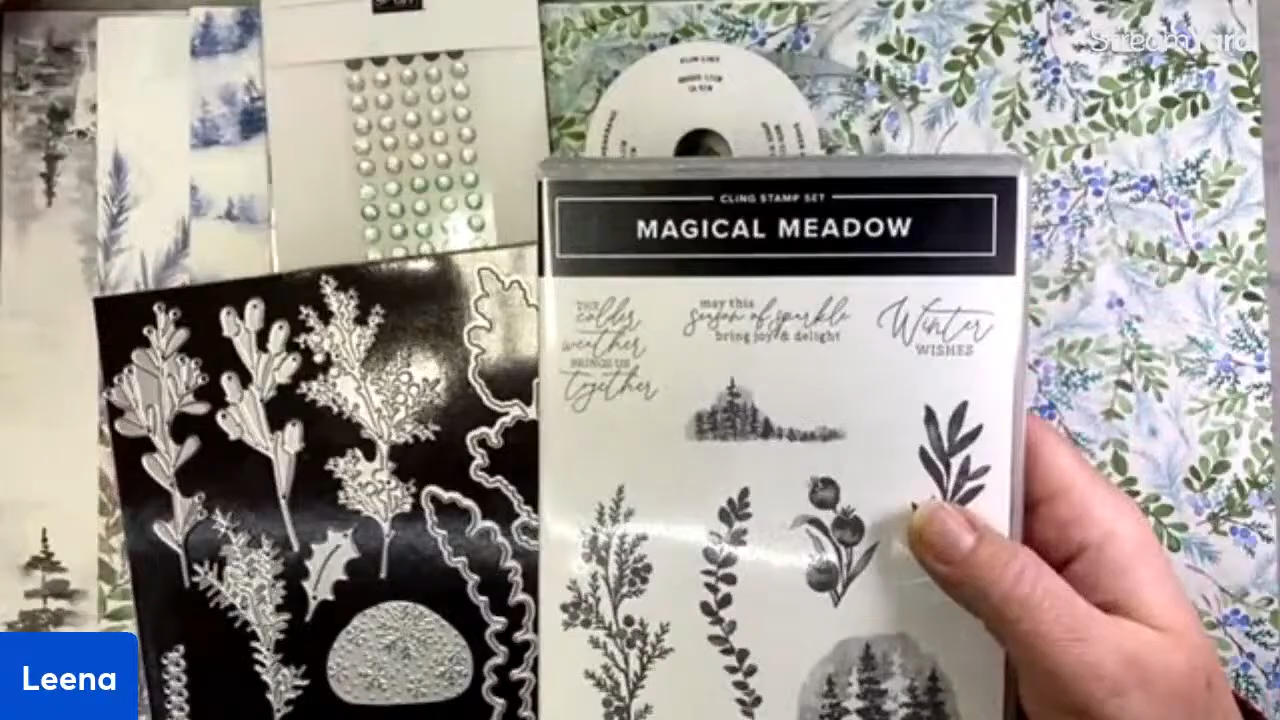 StreamYard
CLING STAMP SET
MAGICAL MEADOW
THE
colder
weather
BRINGS US
together
may this
season of sparkle
bring joy & delight
Winter
WISHES
Leena